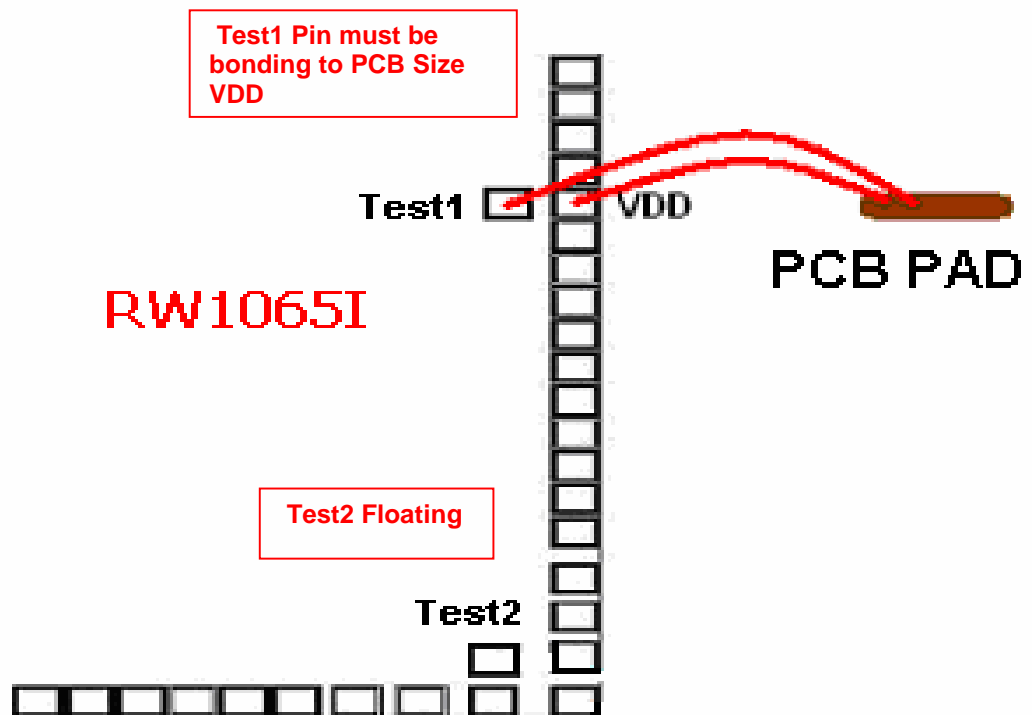 Test1 Pin must be
bonding to PCB Size
VDD
Test1
VDD
PCB PAD
RW1065I
Test2 Floating
Test2